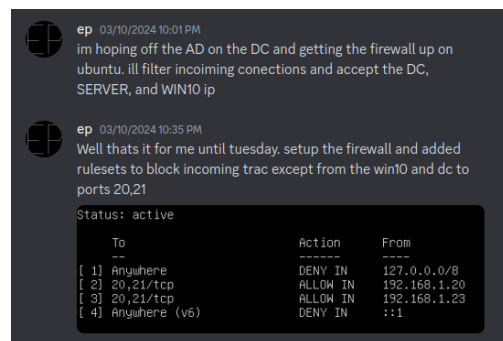 ep 03/10/2024 10:01 PM
im hoping off the AD on the DC and getting the firewall up on
ubuntu. ill filter incoiming conections and accept the DC,
SERVER, and WIN10 ip
ep 03/10/2024 10:35 PM
Well thats it for me until tuesday. setup the firewall and added
rulesets to block incoming trac except from the win10 and dc to
ports 20,21
Status: active
To Action From
-- ------ ----
[ 1] Anywhere DENY IN 127.0.0.0/8
[ 2] 20,21/tcp ALLOW IN 192.168.1.20
[ 3] 20,21/tcp ALLOW IN 192.168.1.23
[ 4] Anywhere (v6) DENY IN ::1